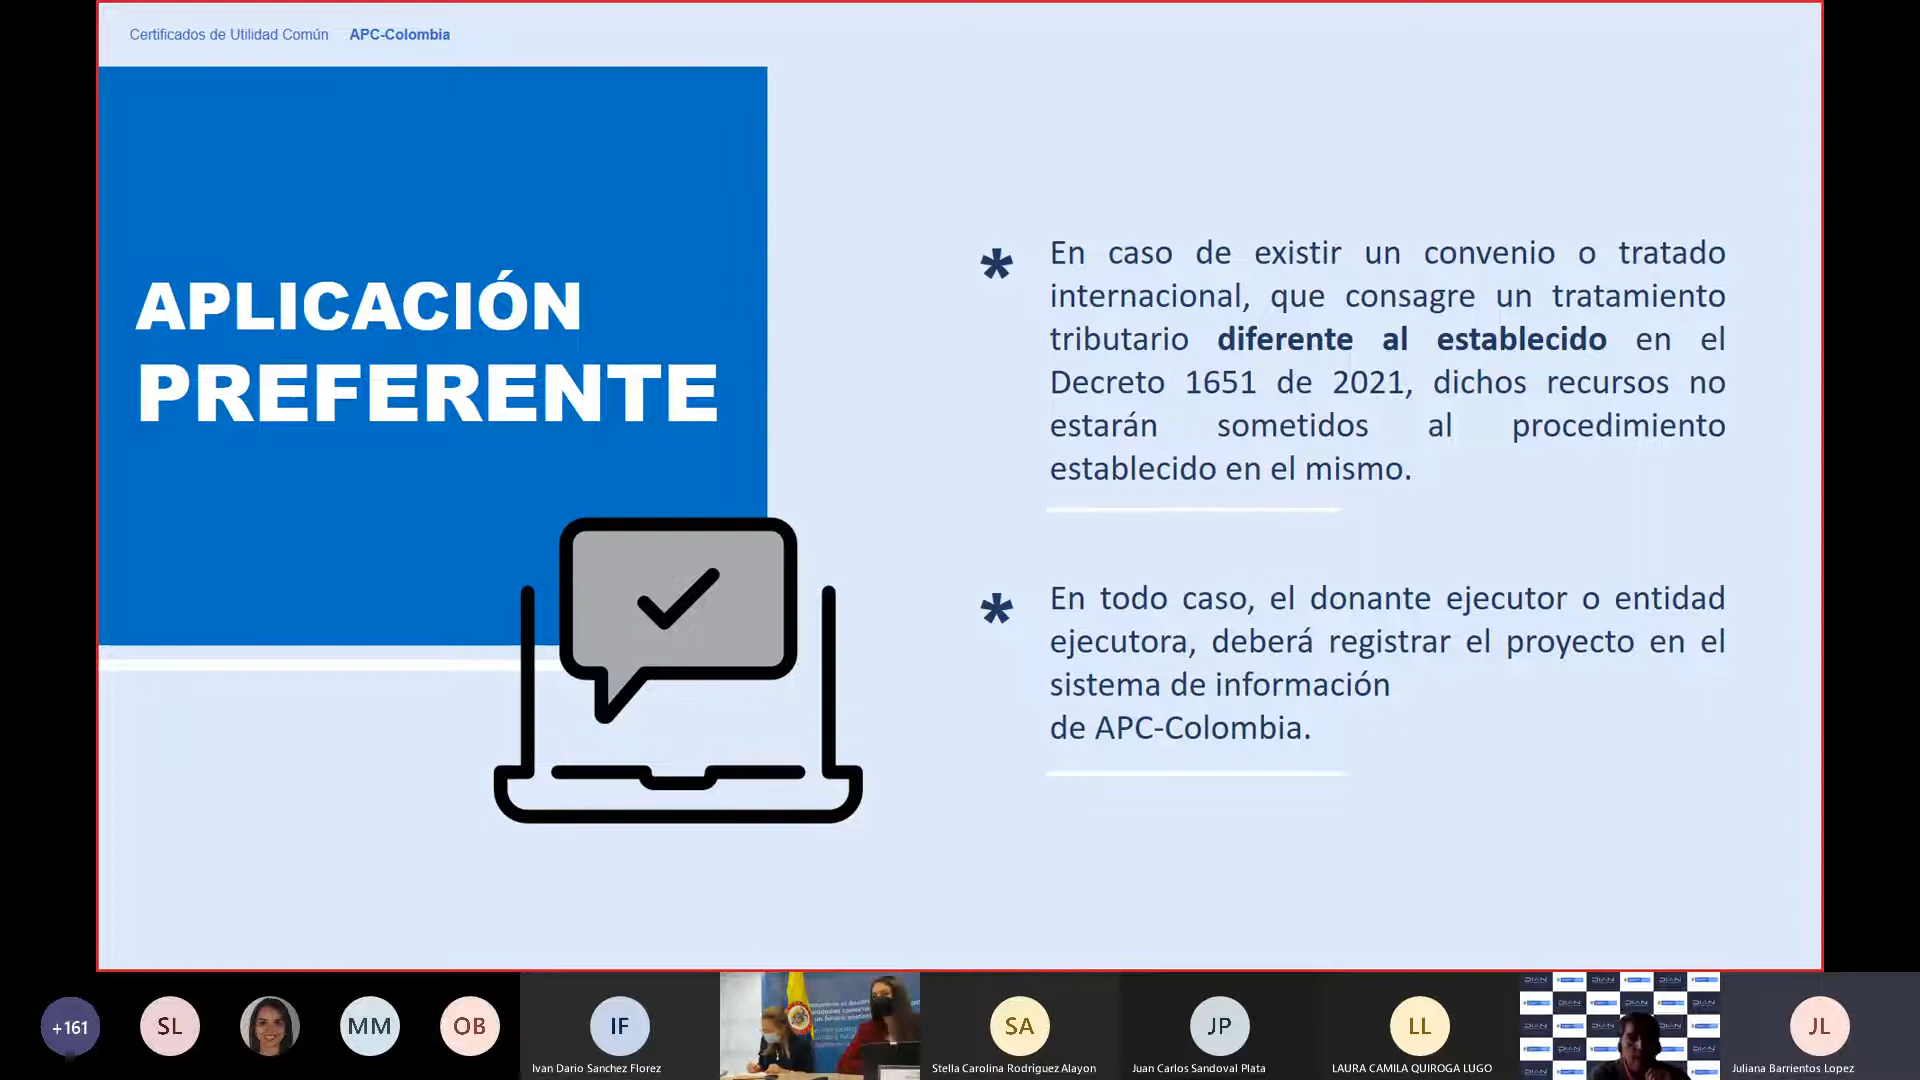 Certificados de Utilidad Común APC-Colombia
APLICACIÓN
PREFERENTE
* En caso de existir un convenio o tratado
internacional, que consagre un tratamiento
tributario diferente al establecido en el
Decreto 1651 de 2021, dichos recursos no
estarán sometidos al procedimiento
establecido en el mismo.
* En todo caso, el donante ejecutor o entidad
ejecutora, deberá registrar el proyecto en el
sistema de información
de APC-Colombia.
+161
SL
MM
OB
IF
Ivan Dario Sanchez Florez
SA
Stella Carolina Rodriguez Alayon
JP
Juan Carlos Sandoval Plata
LL
LAURA CAMILA QUIROGA LUGO
DIAN
JL
Juliana Barrientos Lopez